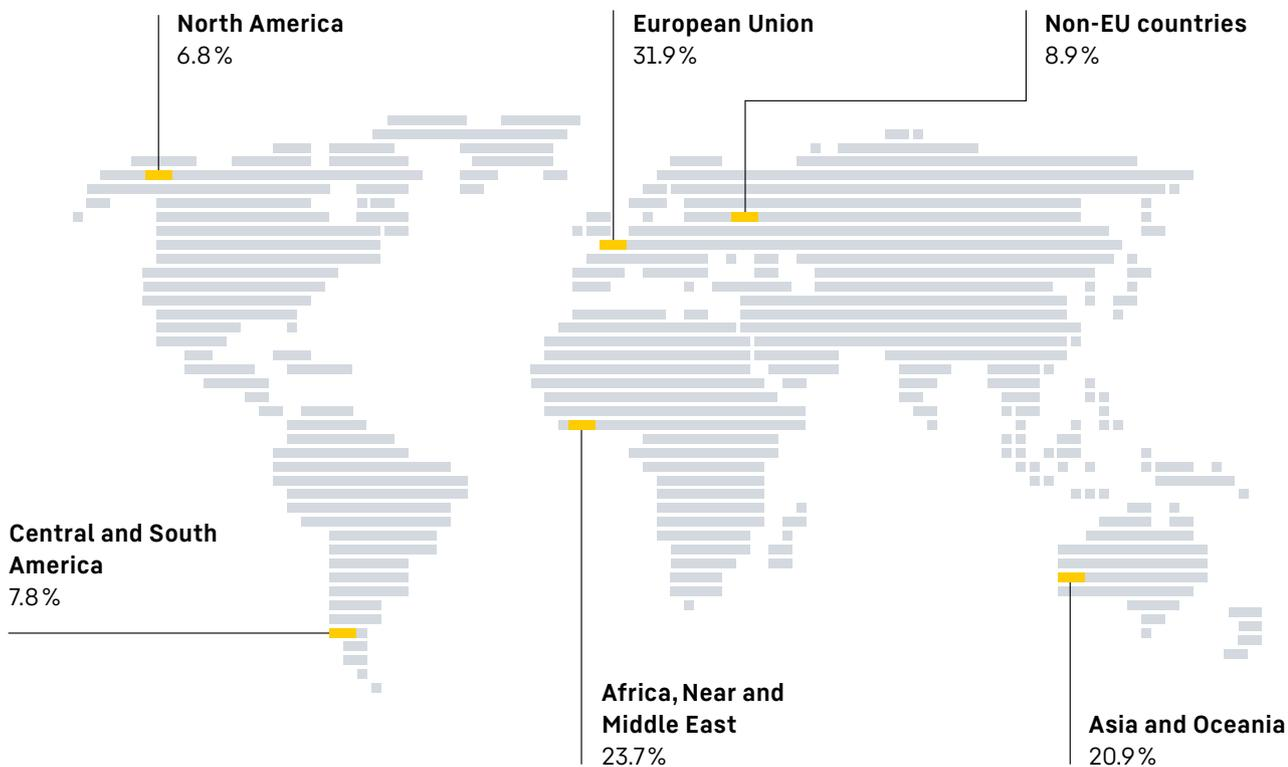 North America
6.8 %
European Union
31.9 %
Non-EU countries
8.9 %
Central and South
America
7.8 %
Africa, Near and
Middle East
23.7 %
Asia and Oceania
20.9 %